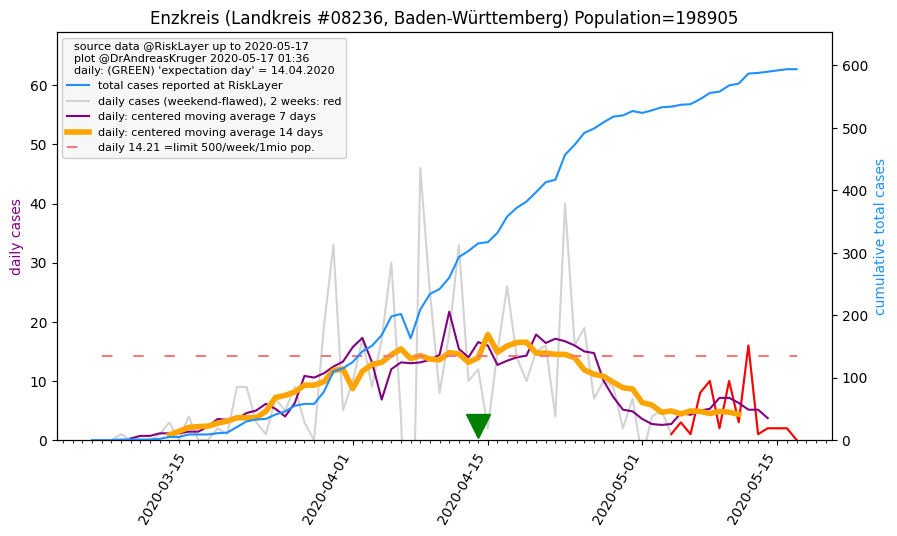 Enzkreis (Landkreis #08236, Baden-Württemberg) Population=198905
source data @RiskLayer up to 2020-05-17
plot @DrAndreasKruger 2020-05-17 01:36
daily: (GREEN) 'expectation day' = 14.04.2020
total cases reported at RiskLayer
daily cases (weekend-flawed), 2 weeks: red
daily: centered moving average 7 days
daily: centered moving average 14 days
daily 14.21 =limit 500/week/1mio pop.
daily cases
60
50
40
30
20
10
0
600
500
400
300
200
100
0
cumulative total cases
2020-03-15
2020-04-01
2020-04-15
2020-05-01
2020-05-15